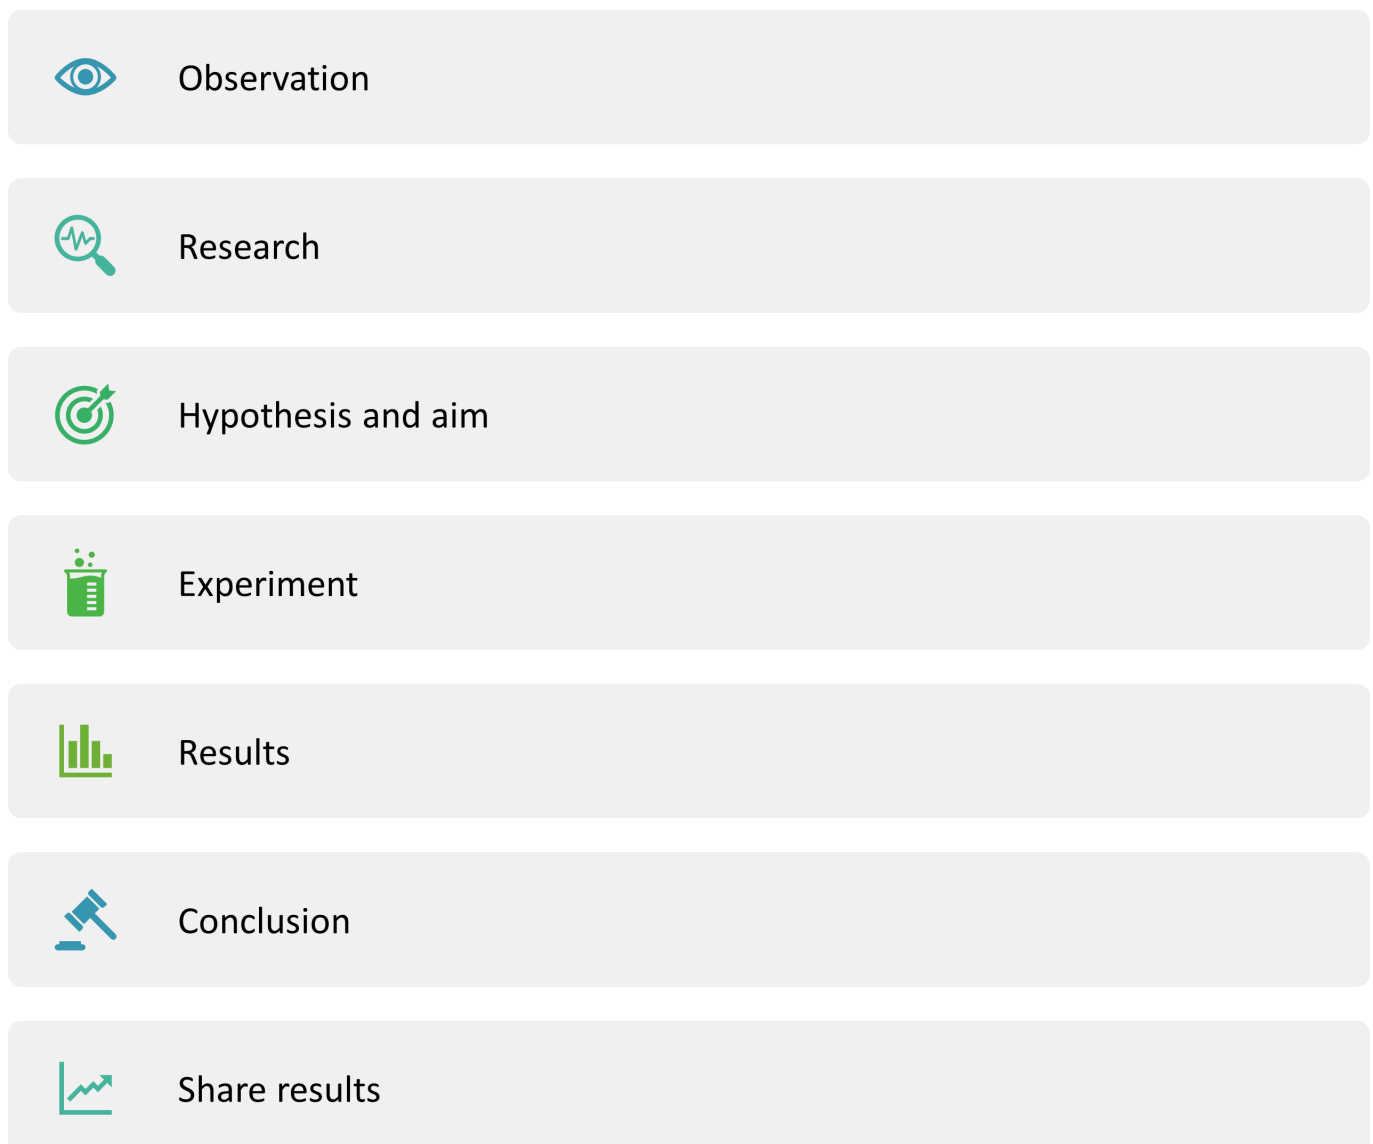 Observation
Research
Hypothesis and aim
Experiment
Results
Conclusion
Share results